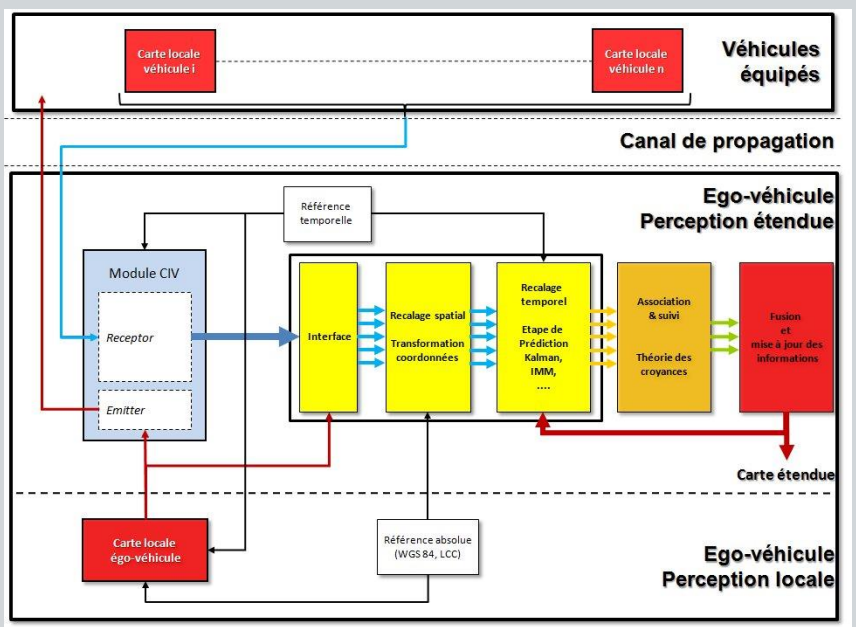 Carte locale
véhicule i
Carte locale
véhicule n
Véhicules
équipés
Canal de propagation
Ego-véhicule
Perception étendue
Référence
temporelle
Module CIV
Receptor
Emitter
Interface
Recalage spatial
Transformation
coordonnées
Recalage
temporel
Etape de
Prédiction
Kalman,
IMM,
....
Association
& suivi
Théorie des
croyances
Fusion
et
mise à jour des
informations
Carte étendue
Carte locale
égo-véhicule
Référence absolue
(WGS 84, LCC)
Ego-véhicule
Perception locale